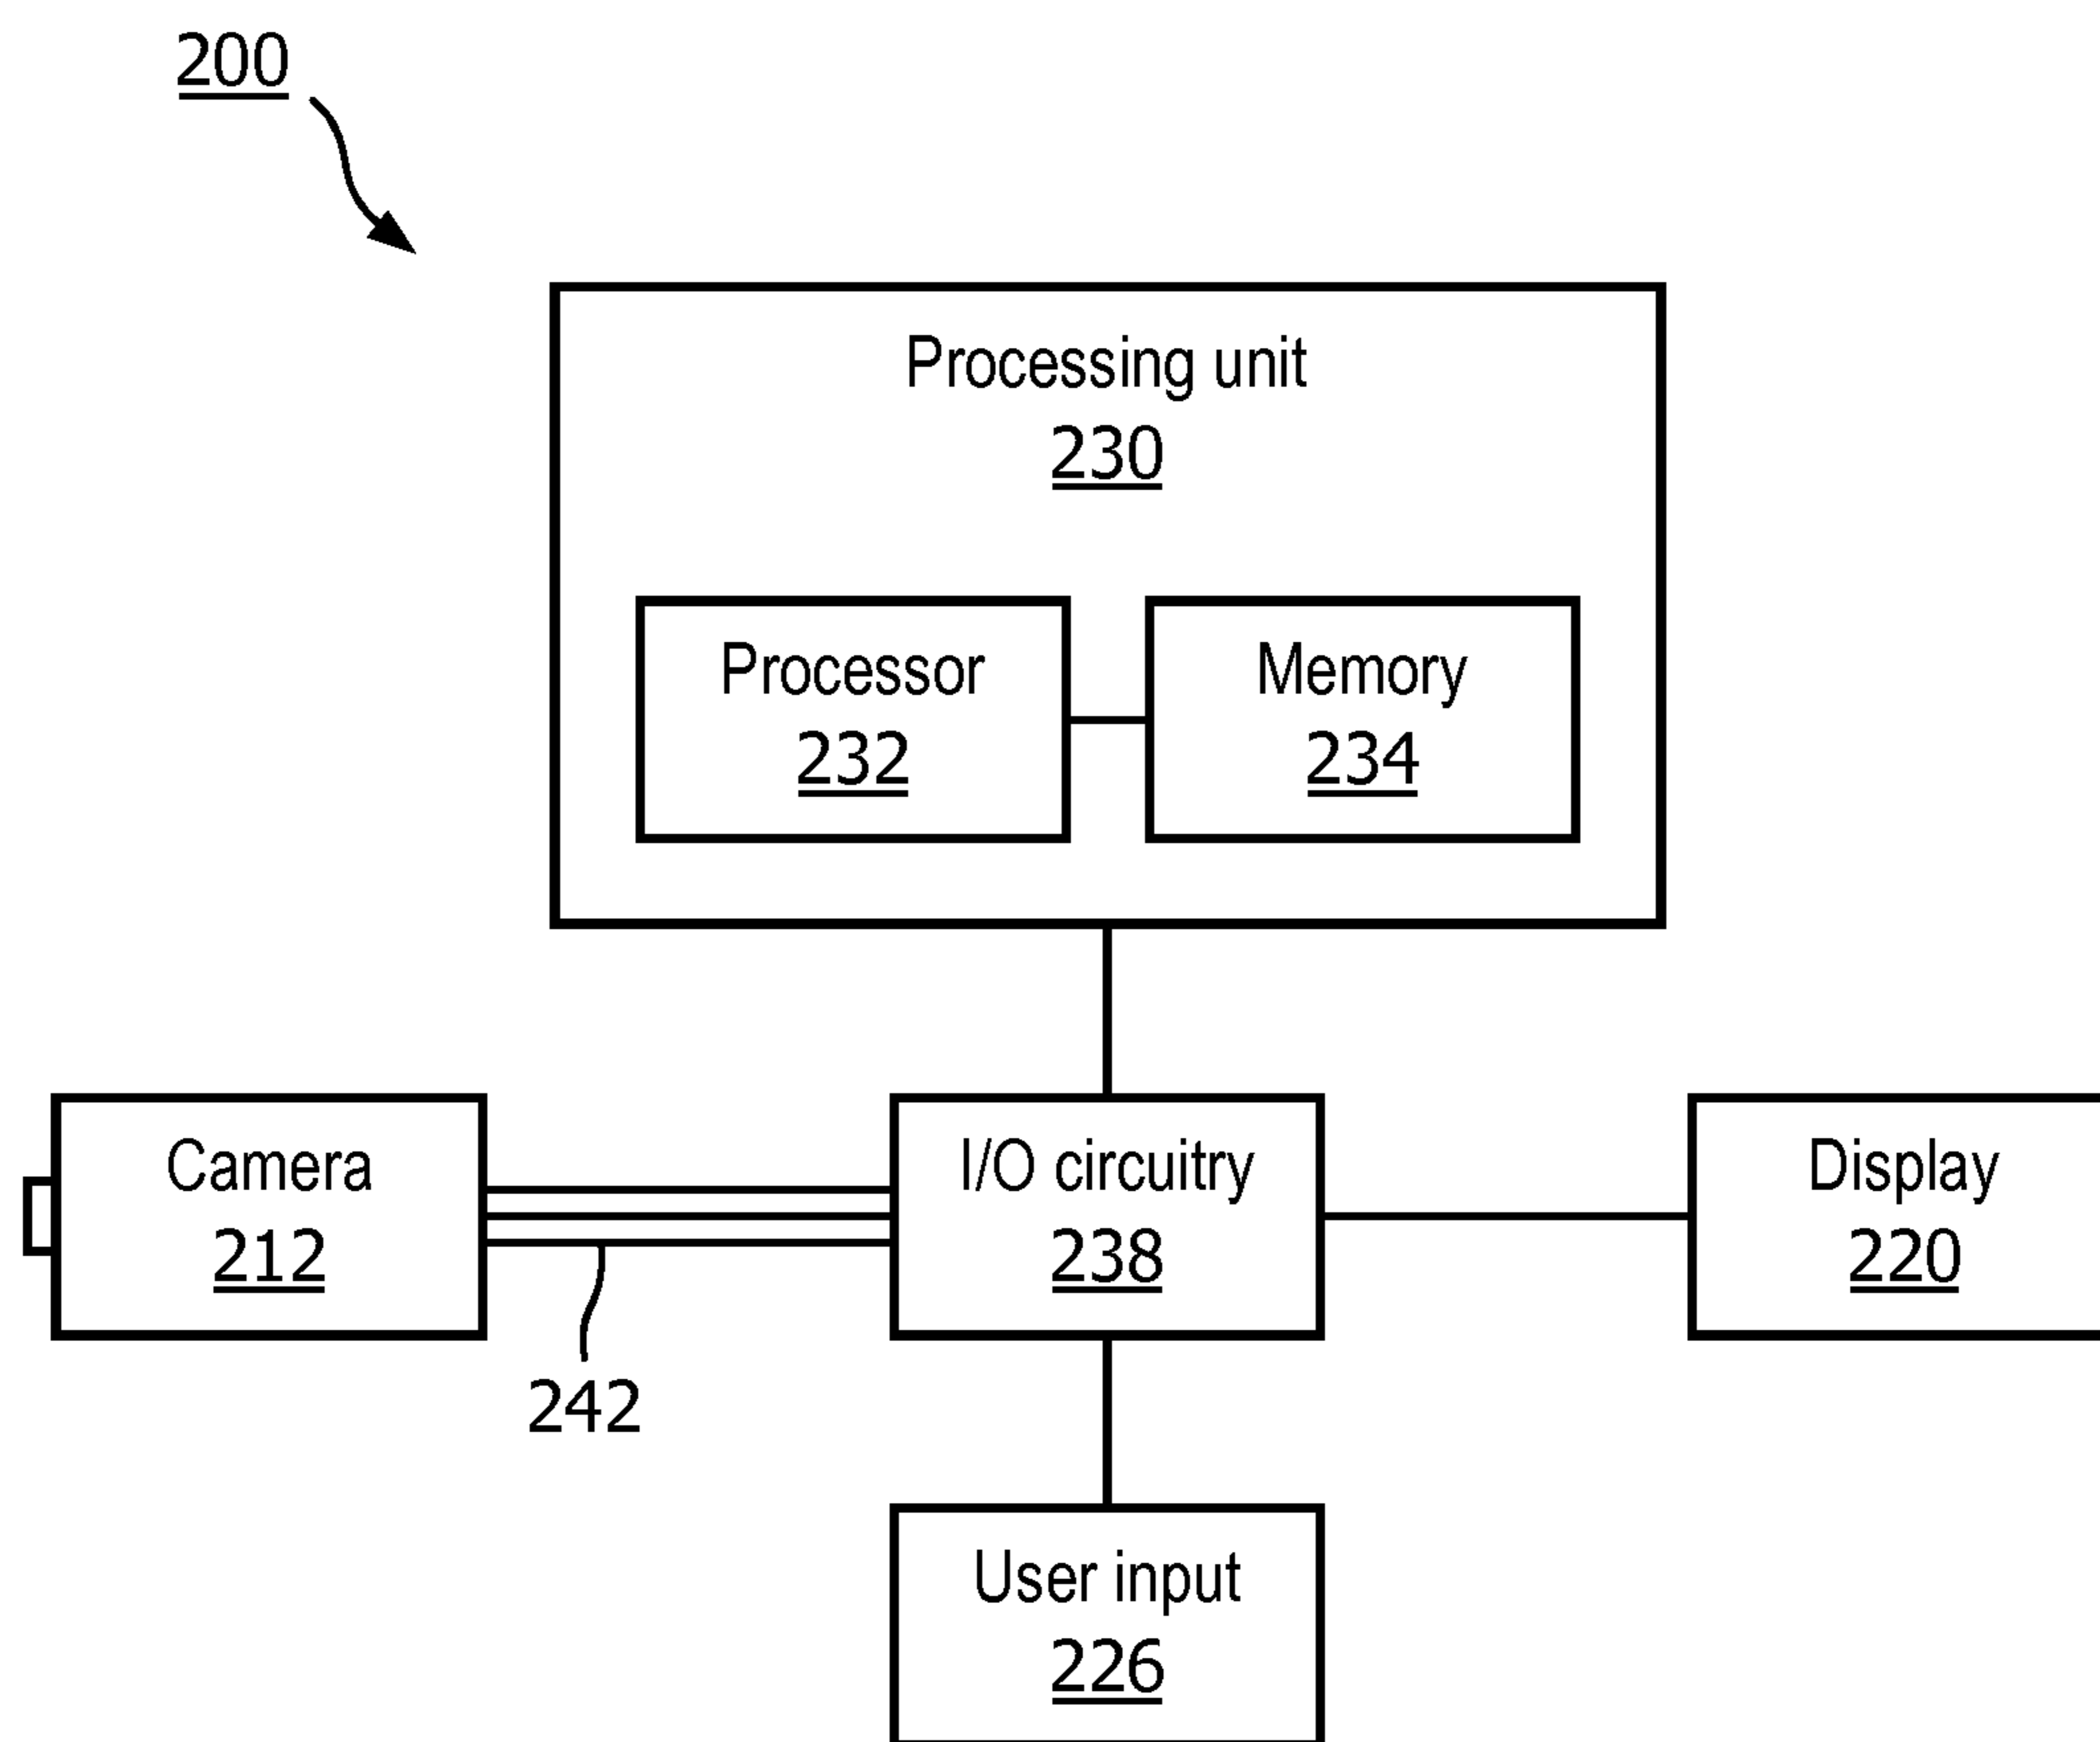 200
Processing unit
230
Processor
232
Memory
234
Camera
212
I/O circuitry
238
Display
220
242
User input
226